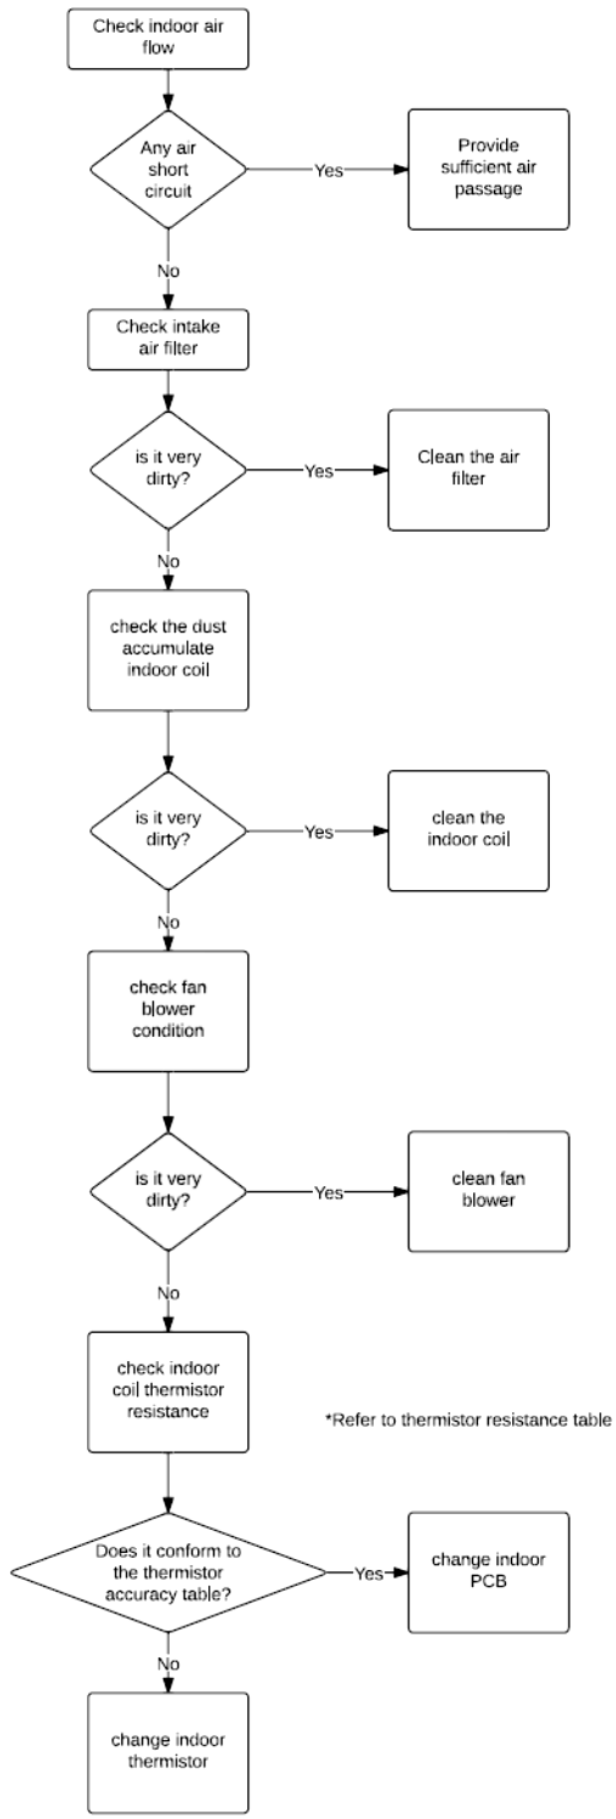 Check indoor air
flow
Any air
short
circuit
Yes
Provide
sufficient air
passage
No
Check intake
air filter
is it very
dirty?
Yes
Clean the air
filter
No
check the dust
accumulate
indoor coil
is it very
dirty?
Yes
clean the
indoor coil
No
check fan
blower
condition
is it very
dirty?
Yes
clean fan
blower
No
check indoor
coil thermistor
resistance
*Refer to thermistor resistance table
Does it conform to
the thermistor
accuracy table?
Yes
change indoor
PCB
No
change indoor
thermistor